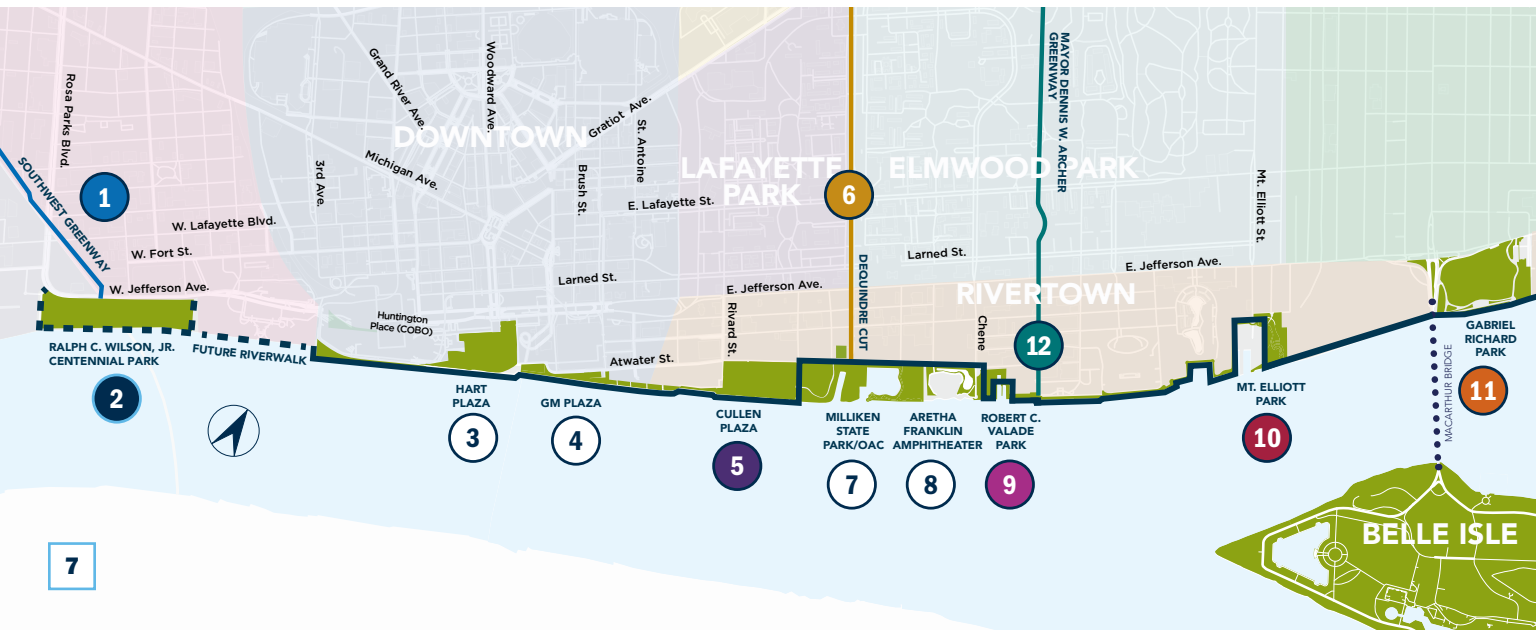 Rosa Parks Blvd.
SOUTHWEST GREENWAY
1
W. Lafayette Blvd.
W. Fort St.
W. Jefferson Ave.
RALPH C. WILSON, JR.
CENTENNIAL PARK
2
FUTURE RIVERWALK
3rd Ave.
Grand River Ave.
Woodward Ave.
DOWNTOWN
Michigan Ave.
Gratiot Ave.
St. Antoine
Brush St.
E. Lafayette St.
Larned St.
Huntington
Place (COBO)
Atwater St.
HART
PLAZA
3
GM PLAZA
4
LAFAYETTE
PARK
E. Jefferson Ave.
Rivard St.
CULLEN
PLAZA
5
6
DEQUINDRE CUT
ELMWOOD PARK
MAYOR DENNIS W. ARCHER
GREENWAY
Larned St.
E. Jefferson Ave.
RIVERTOWN
Chene
12
MILLIKEN
STATE
PARK/OAC
7
ARETHA
FRANKLIN
AMPHITHEATER
8
ROBERT C.
VALADE
PARK
9
Mt. Elliott St.
MT. ELLIOTT
PARK
10
GABRIEL
RICHARD
PARK
11
MACARTHUR BRIDGE
BELLE ISLE
7